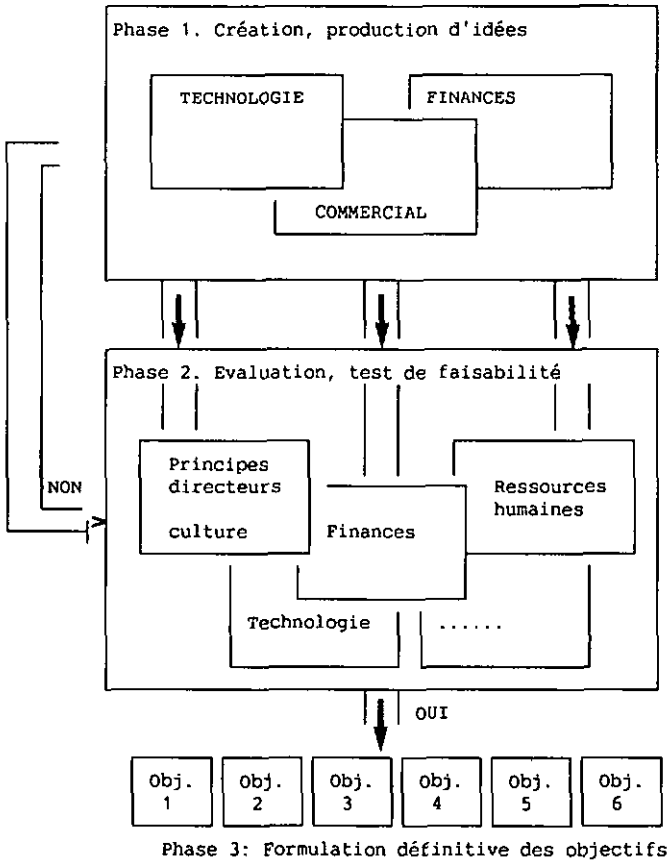 Phase 1. Création, production d'idées
TECHNOLOGIE
FINANCES
COMMERCIAL
Phase 2. Evaluation, test de faisabilité
NON
Principes
directeurs
culture
Finances
Ressources
humaines
Technologie
......
OUI
Obj.
1
Obj.
2
Obj.
3
Obj.
4
Obj.
5
Obj.
6
Phase 3: Formulation définitive des objectifs